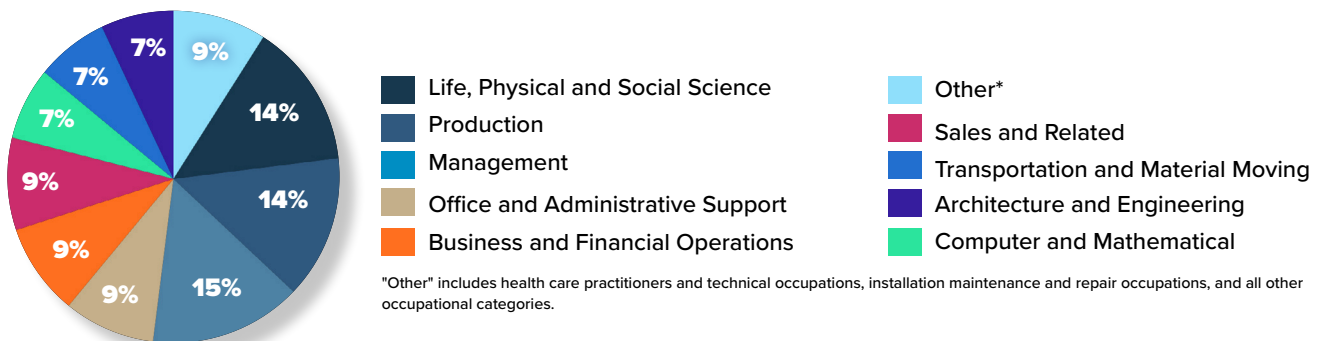 7%
9%
7%
14%
7%
9%
14%
9%
15%
9%
Life, Physical and Social Science
Production
Management
Office and Administrative Support
Business and Financial Operations
Other*
Sales and Related
Transportation and Material Moving
Architecture and Engineering
Computer and Mathematical
"Other" includes health care practitioners and technical occupations, installation maintenance and repair occupations, and all other
occupational categories.